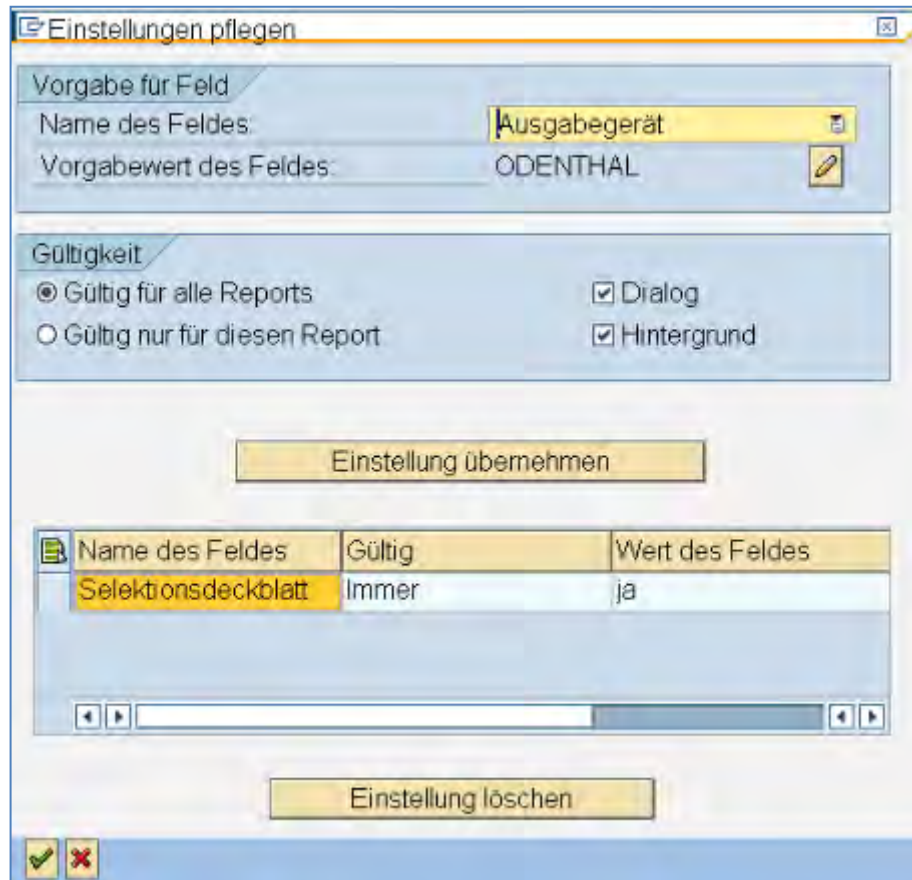 Einstellungen pflegen
Vorgabe für Feld
Name des Feldes: Ausgabegerät
Vorgabewert des Feldes: ODENTHAL
Gültigkeit
Gültig für alle Reports Dialog
Gültig nur für diesen Report Hintergrund
Einstellung übernehmen
Name des Feldes Gültig Wert des Feldes
Selektionsdeckblatt Immer ja
Einstellung löschen